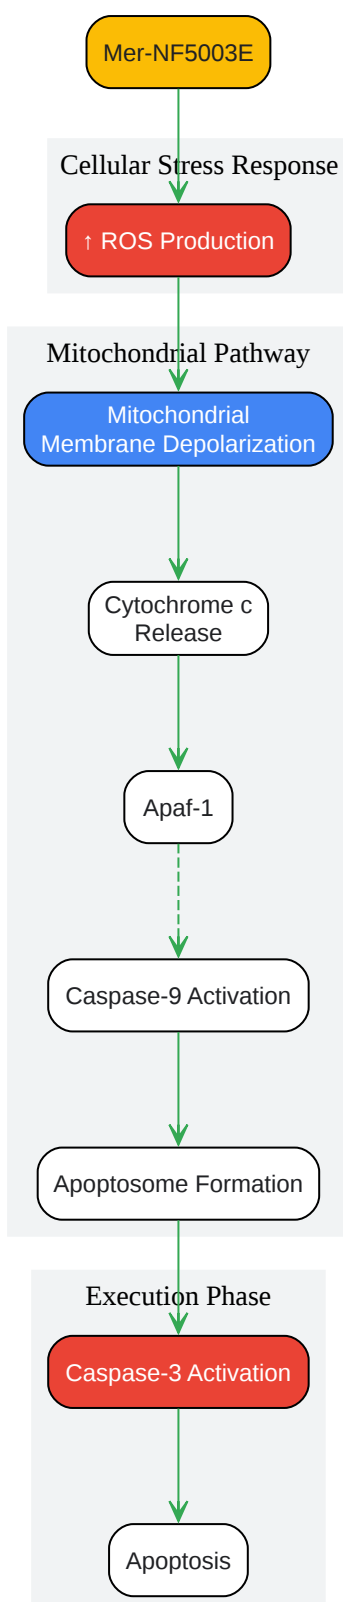 Mer-NF5003E
Cellular Stress Response
↑ ROS Production
Mitochondrial Pathway
Mitochondrial
Membrane Depolarization
Cytochrome c
Release
Apaf-1
Caspase-9 Activation
Apoptosome Formation
Execution Phase
Caspase-3 Activation
Apoptosis